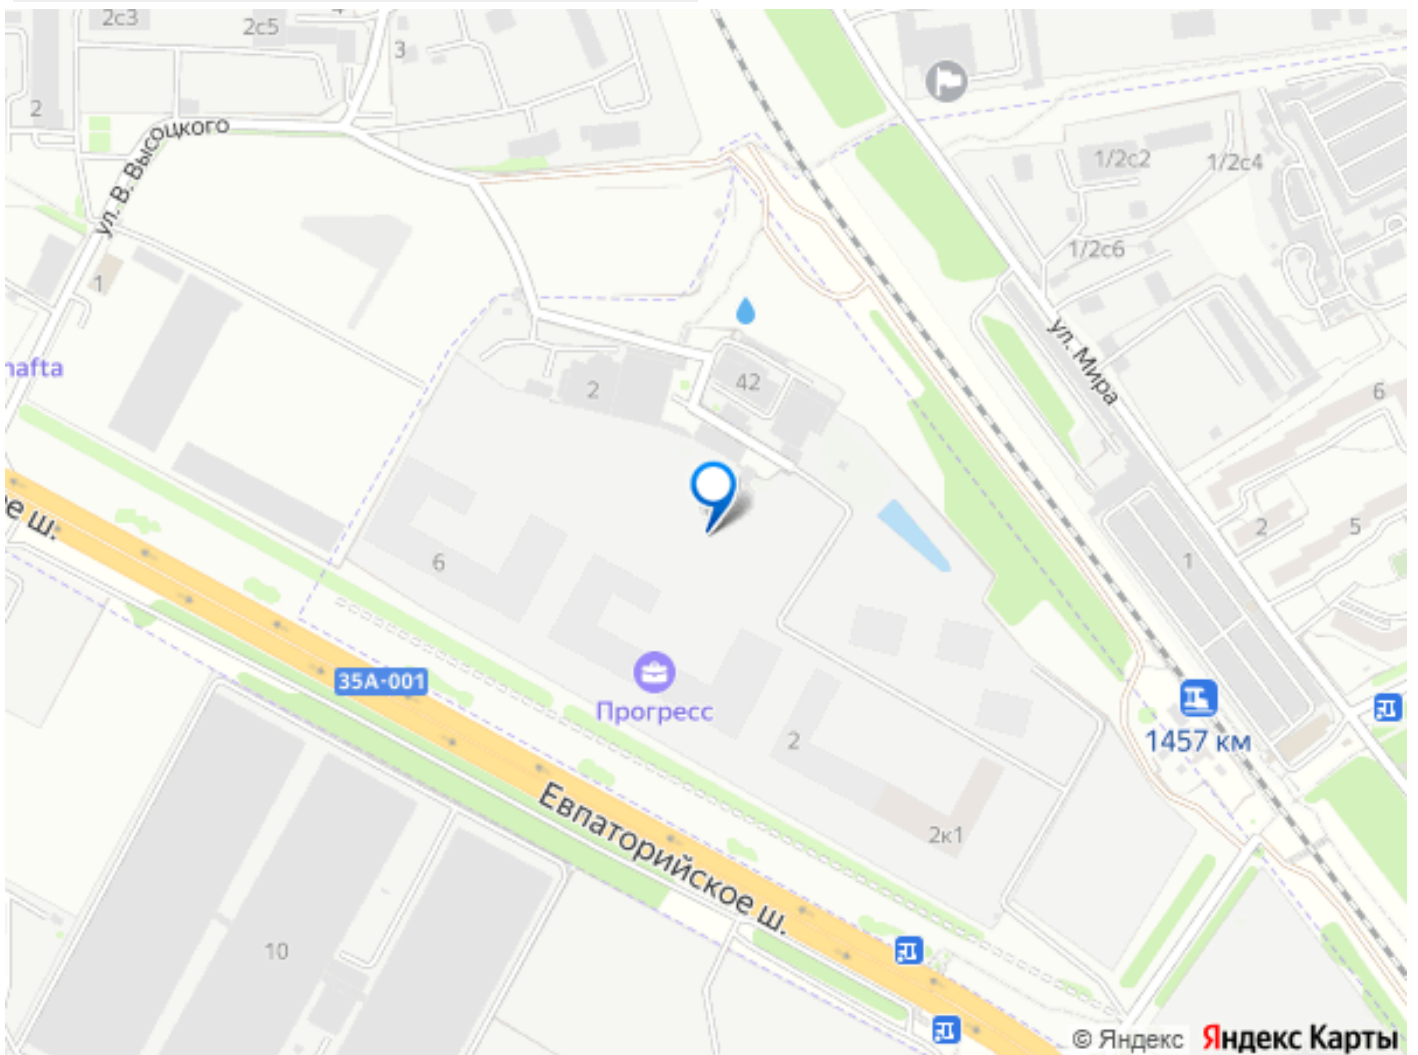 2с3
2с5
3
2
ул. В. Высоцкого
1/2с2
1/2с4
1/2с6
1
ул. Мира
nafta
2
42
6
2
5
1
6
35А-001
Прогресс
2
1457 км
Евпаторийское ш.
2к1
10
е ш.
© Яндекс Яндекс Карты